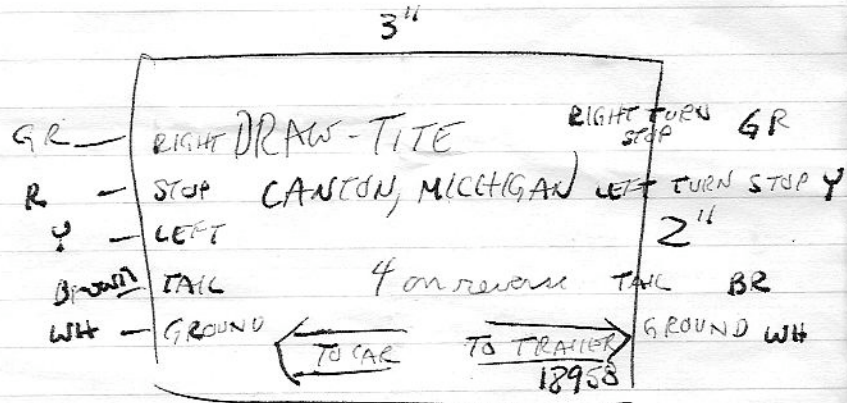 3"
GR RIGHT DRAW-TITE RIGHT TURN STOP GR
R STOP CANTON, MICHIGAN LEFT TURN STOP Y
Y LEFT 2"
Brown TAIL 4 on reverse TAIL BR
WH GROUND TO CAR TO TRAILER GROUND WH
18958